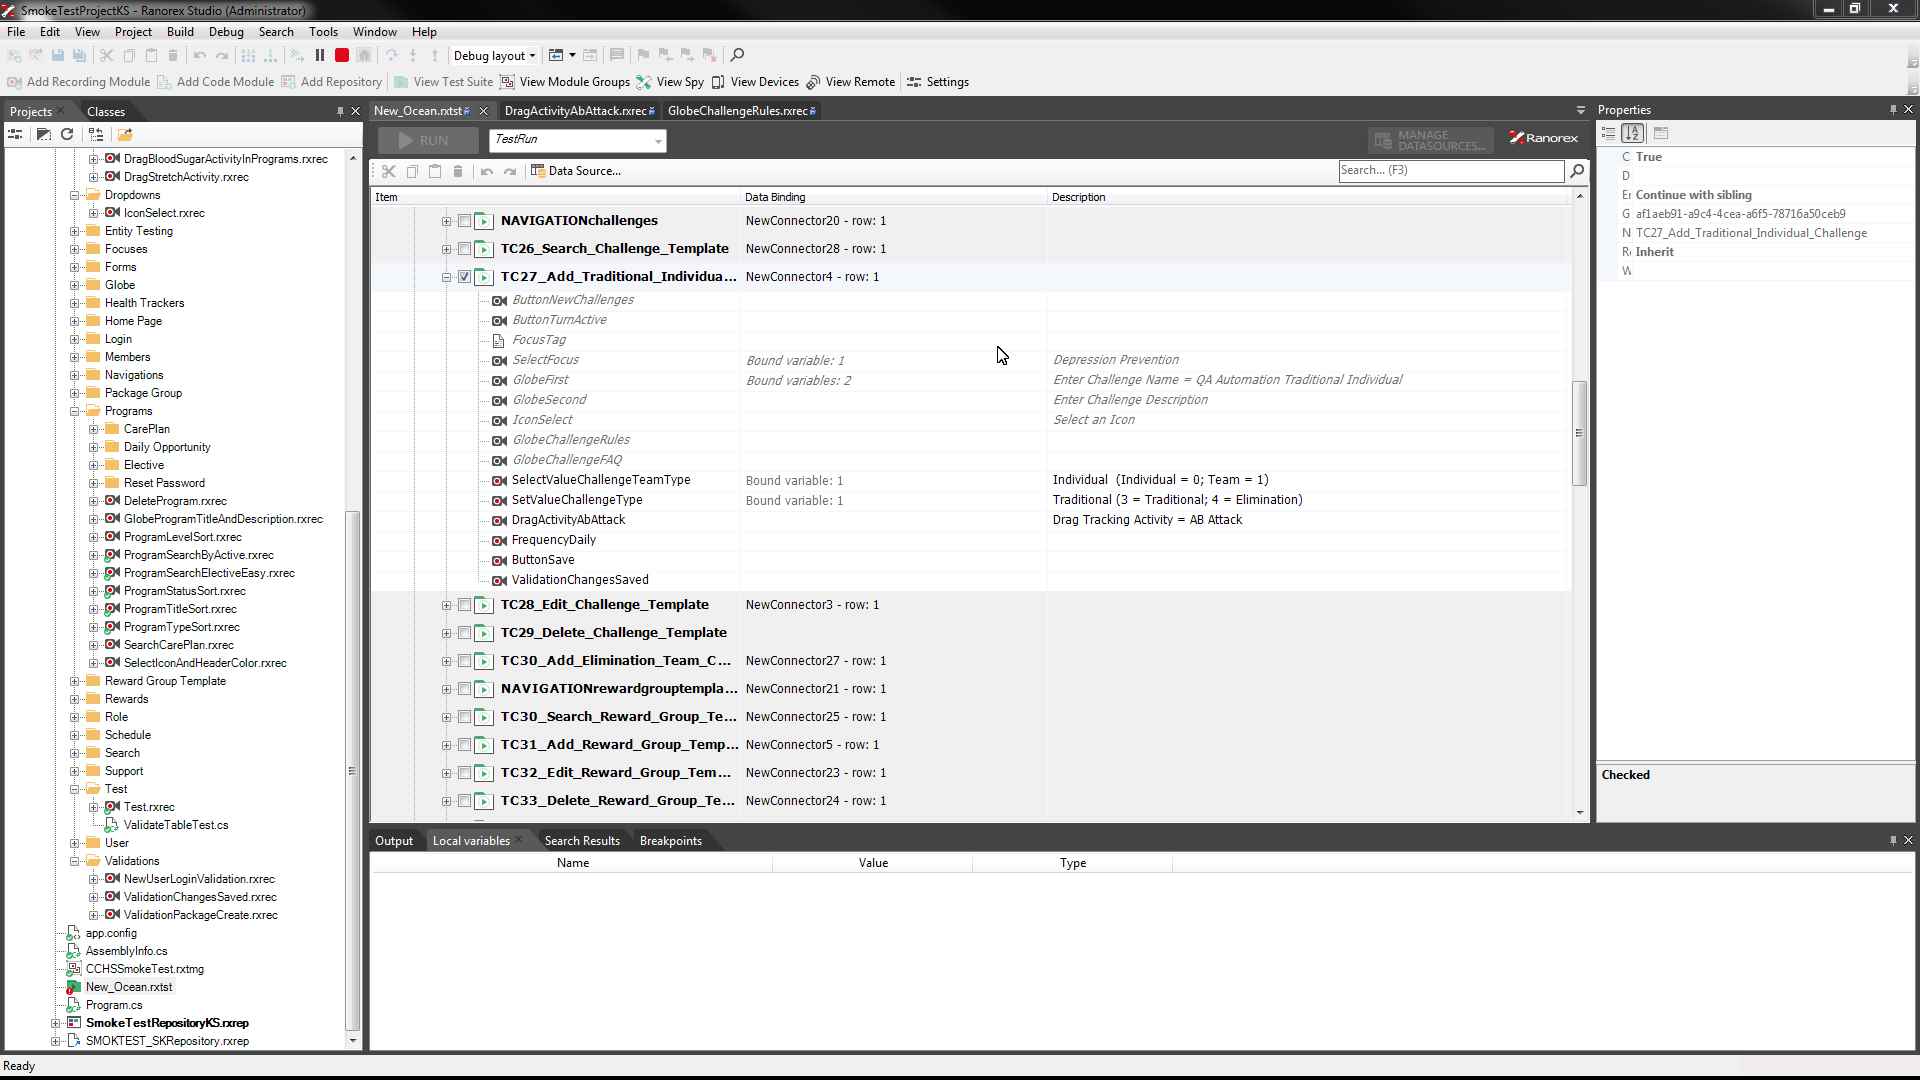 SmokeTestProjectKS - Ranorex Studio (Administrator)
File Edit View Project Build Debug Search Tools Window Help
Debug layout
Add Recording Module Add Code Module Add Repository View Test Suite View Module Groups View Spy View Devices View Remote Settings
Projects Classes
New_Ocean.rxtst DragActivityAbAttack.rxrec GlobeChallengeRules.rxrec
Properties
RUN TestRun MANAGE DATASOURCES... Ranorex
Data Source... Search... (F3)
Item Data Binding Description
NAVIGATIONchallenges NewConnector20 - row: 1
TC26_Search_Challenge_Template NewConnector28 - row: 1
TC27_Add_Traditional_Individua... NewConnector4 - row: 1
ButtonNewChallenges
ButtonTurnActive
FocusTag
SelectFocus Bound variable: 1 Depression Prevention
GlobeFirst Bound variables: 2 Enter Challenge Name = QA Automation Traditional Individual
GlobeSecond Enter Challenge Description
IconSelect Select an Icon
GlobeChallengeRules
GlobeChallengeFAQ
SelectValueChallengeTeamType Bound variable: 1 Individual (Individual = 0; Team = 1)
SetValueChallengeType Bound variable: 1 Traditional (3 = Traditional; 4 = Elimination)
DragActivityAbAttack Drag Tracking Activity = AB Attack
FrequencyDaily
ButtonSave
ValidationChangesSaved
TC28_Edit_Challenge_Template NewConnector3 - row: 1
TC29_Delete_Challenge_Template
TC30_Add_Elimination_Team_C... NewConnector27 - row: 1
NAVIGATIONrewardgrouptempla... NewConnector21 - row: 1
TC30_Search_Reward_Group_Te... NewConnector25 - row: 1
TC31_Add_Reward_Group_Temp... NewConnector5 - row: 1
TC32_Edit_Reward_Group_Tem... NewConnector23 - row: 1
TC33_Delete_Reward_Group_Te... NewConnector24 - row: 1
DragBloodSugarActivityInPrograms.rxrec
DragStretchActivity.rxrec
Dropdowns
IconSelect.rxrec
Entity Testing
Focuses
Forms
Globe
Health Trackers
Home Page
Login
Members
Navigations
Package Group
Programs
CarePlan
Daily Opportunity
Elective
Reset Password
DeleteProgram.rxrec
GlobeProgramTitleAndDescription.rxrec
ProgramLevelSort.rxrec
ProgramSearchByActive.rxrec
ProgramSearchElectiveEasy.rxrec
ProgramStatusSort.rxrec
ProgramTitleSort.rxrec
ProgramTypeSort.rxrec
SearchCarePlan.rxrec
SelectIconAndHeaderColor.rxrec
Reward Group Template
Rewards
Role
Schedule
Search
Support
Test
Test.rxrec
ValidateTableTest.cs
User
Validations
NewUserLoginValidation.rxrec
ValidationChangesSaved.rxrec
ValidationPackageCreate.rxrec
app.config
AssemblyInfo.cs
CCHSSmokeTest.rxtmg
New_Ocean.rxtst
Program.cs
SmokeTestRepositoryKS.rxrep
SMOKTEST_SKRepository.rxrep
C True
D
Er Continue with sibling
G af1aeb91-a9c4-4cea-a6f5-78716a50ceb9
N TC27_Add_Traditional_Individual_Challenge
Re Inherit
W
Checked
Output Local variables Search Results Breakpoints
Name Value Type
Ready